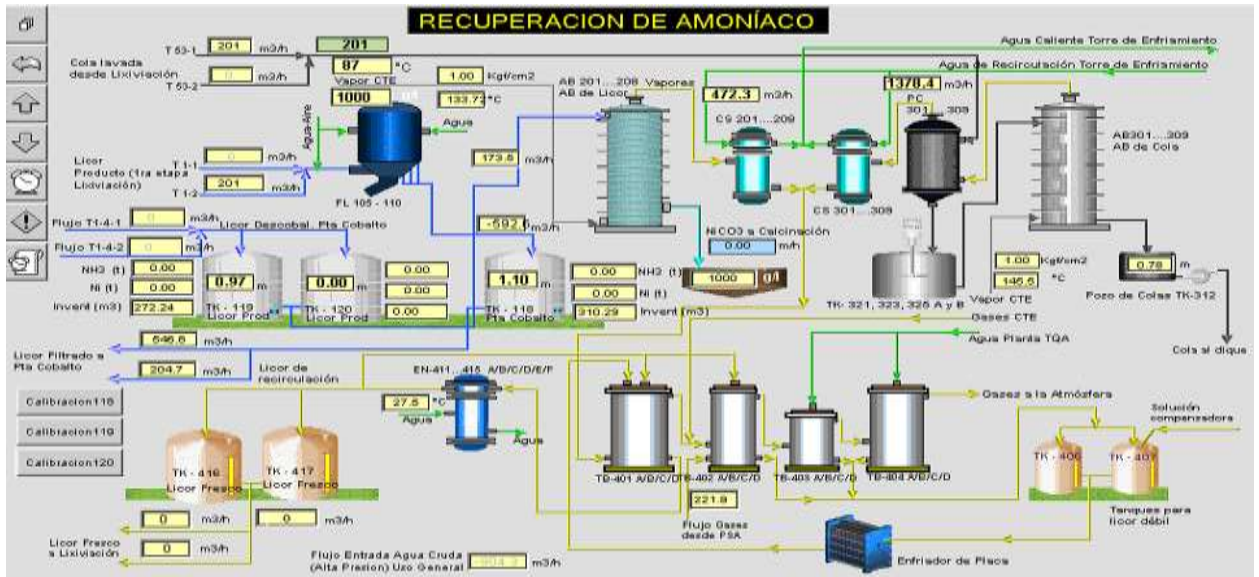 RECUPERACION DE AMONÍACO
T 53-1 201 m3/h
201
Cola lavada
desde Lixiviación
87 °C
T 53-2 0 m3/h
Vapor CTE
1000
1.00 Kgf/cm2
133.72 °C
Agua-Aire
Agua
Licor
Producto (1ra etapa
Lixiviación)
T 1-1 0 m3/h
T 1-2 201 m3/h
FL 105 - 110
AB 201...208
AB de Licor
Vapores
173.8 m3/h
472.3 m3/h
CS 201...209
1378.4 m3/h
PC
301...309
CS 301...309
Agua Caliente Torre de Enfriamiento
Agua de Recirculación Torre de Enfriamiento
AB301...309
AB de Cola
Flujo T1-4-1 0 m3/h
Licor Descobal. Pta Cobalto
Flujo T1-4-2 0 m3/h
NH3 (t) 0.00
Ni (t) 0.00
Invent (m3) 272.24
0.97 m
TK - 119
Licor Prod
0.00 m
TK - 120
Licor Prod
0.00
0.00
0.00
-592.
m3/h
1.10 m
TK - 118
Pta Cobalto
0.00 NH3 (t)
0.00 Ni (t)
310.29 Invent (m3)
NiCO3 a Calcinación
0.00 m/h
1000
TK- 321, 323, 325 A y B
1.00 Kgf/cm2
146.5 °C
Vapor CTE
0.78 m
Pozo de Colas TK-312
Cola al dique
Gases CTE
Agua Planta TQA
546.8 m3/h
Licor Filtrado a
Pta Cobalto
204.7 m3/h
Licor de
recirculación
EN-411...415 A/B/C/D/E/F
27.5 °C
Agua
Agua
Calibracion118
Calibracion119
Calibracion120
TK - 416
Licor Fresco
TK - 417
Licor Fresco
0 m3/h
0 m3/h
Licor Fresco
a Lixiviación
0 m3/h
TB-401 A/B/C/D
TB-402 A/B/C/D
TB-403 A/B/C/D
TB-404 A/B/C/D
221.9
Flujo Gases
desde PSA
Gases a la Atmósfera
Solución
compensadora
TK - 406
TK - 407
Tanques para
licor débil
Enfriador de Placa
Flujo Entrada Agua Cruda
(Alta Presion) Uso General
m3/h